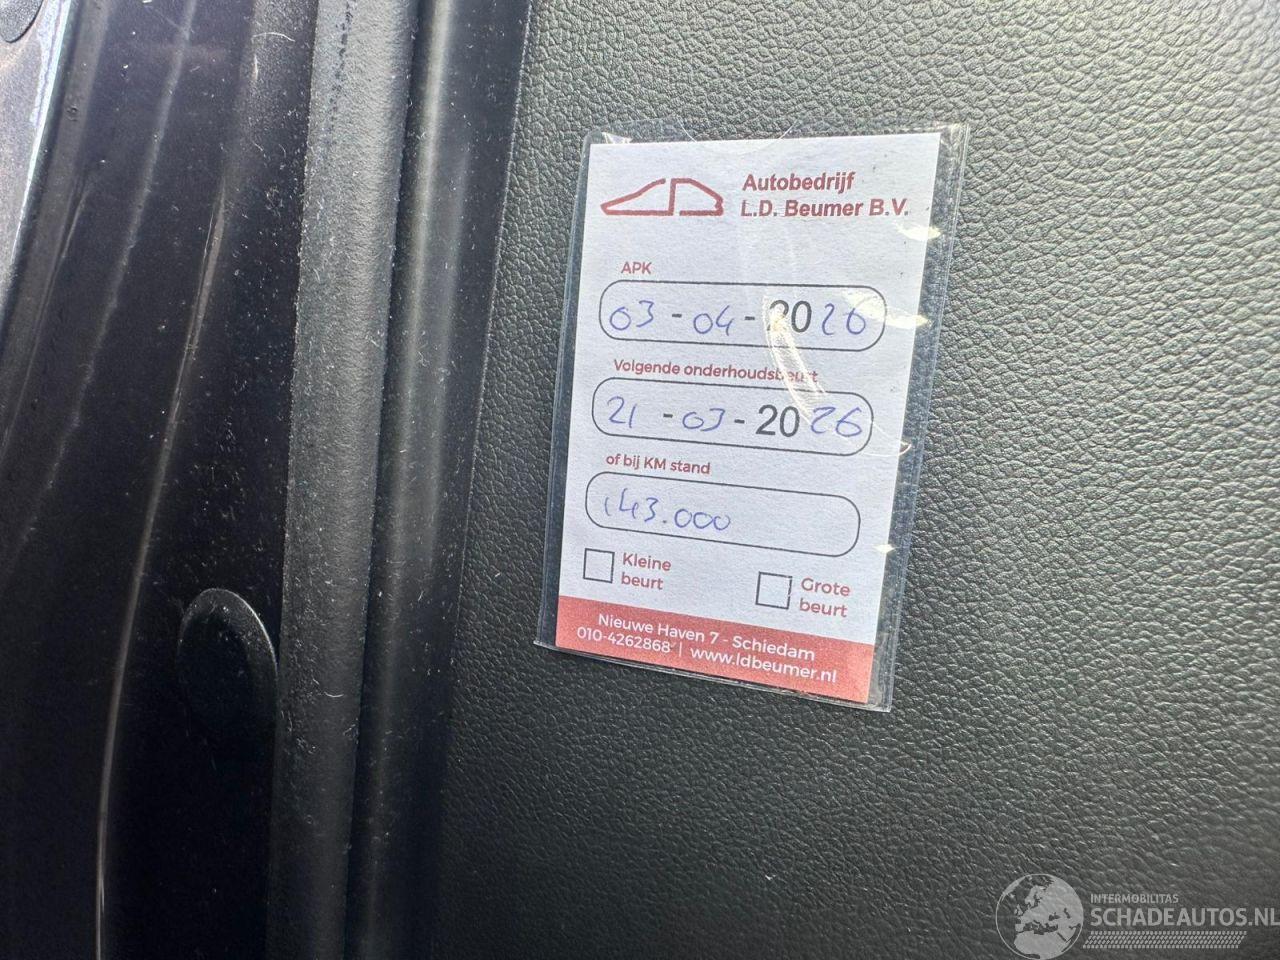 Autobedrijf
L.D. Beumer B.V.
APK
03 - 04 - 2026
Volgende onderhoudsbeurt
21 - 03 - 2026
of bij KM stand
143.000
Kleine
beurt
Grote
beurt
Nieuwe Haven 7 - Schiedam
010-4262868 | www.ldbeumer.nl
INTERMOBILITAS
SCHADEAUTOS.NL